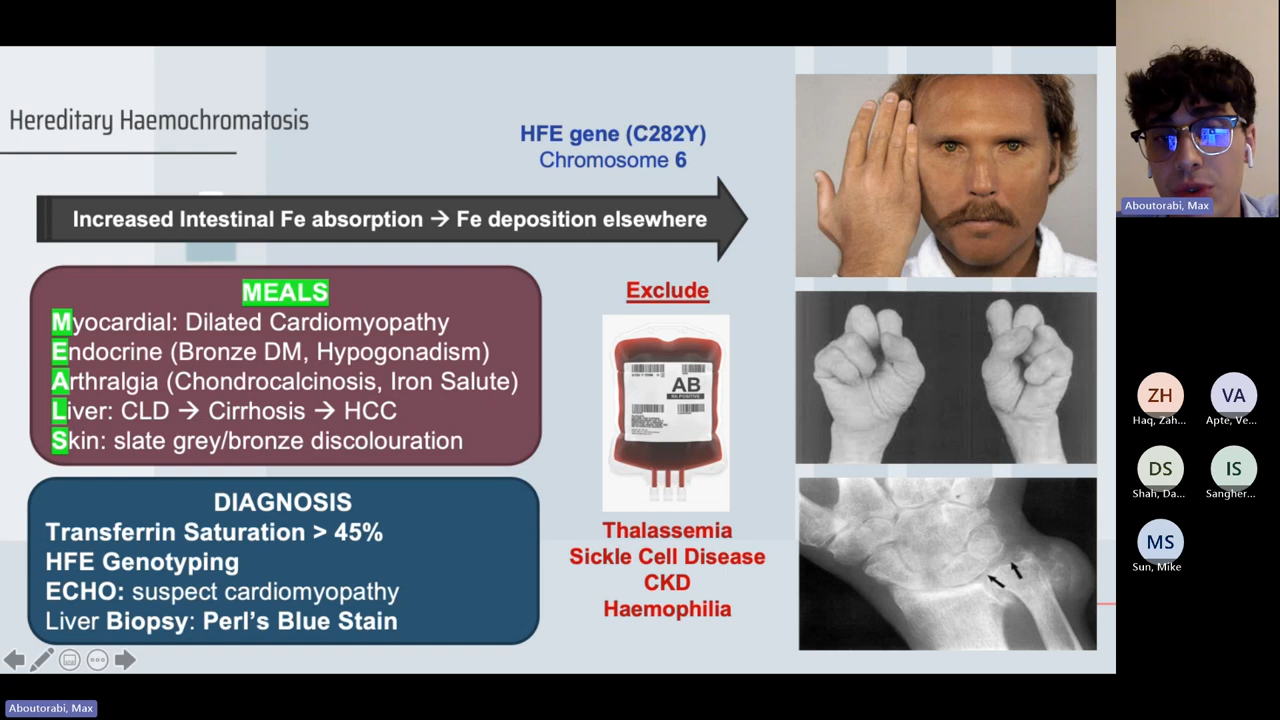 Hereditary Haemochromatosis
HFE gene (C282Y)
Chromosome 6
Increased Intestinal Fe absorption → Fe deposition elsewhere
MEALS
Myocardial: Dilated Cardiomyopathy
Endocrine (Bronze DM, Hypogonadism)
Arthralgia (Chondrocalcinosis, Iron Salute)
Liver: CLD → Cirrhosis → HCC
Skin: slate grey/bronze discolouration
DIAGNOSIS
Transferrin Saturation > 45%
HFE Genotyping
ECHO: suspect cardiomyopathy
Liver Biopsy: Perl's Blue Stain
Exclude
AB
Thalassemia
Sickle Cell Disease
CKD
Haemophilia
Aboutorabi, Max
ZH
Haq, Zah...
VA
Apte, Ve...
DS
Shah, Da...
IS
Sangher...
MS
Sun, Mike
Aboutorabi, Max